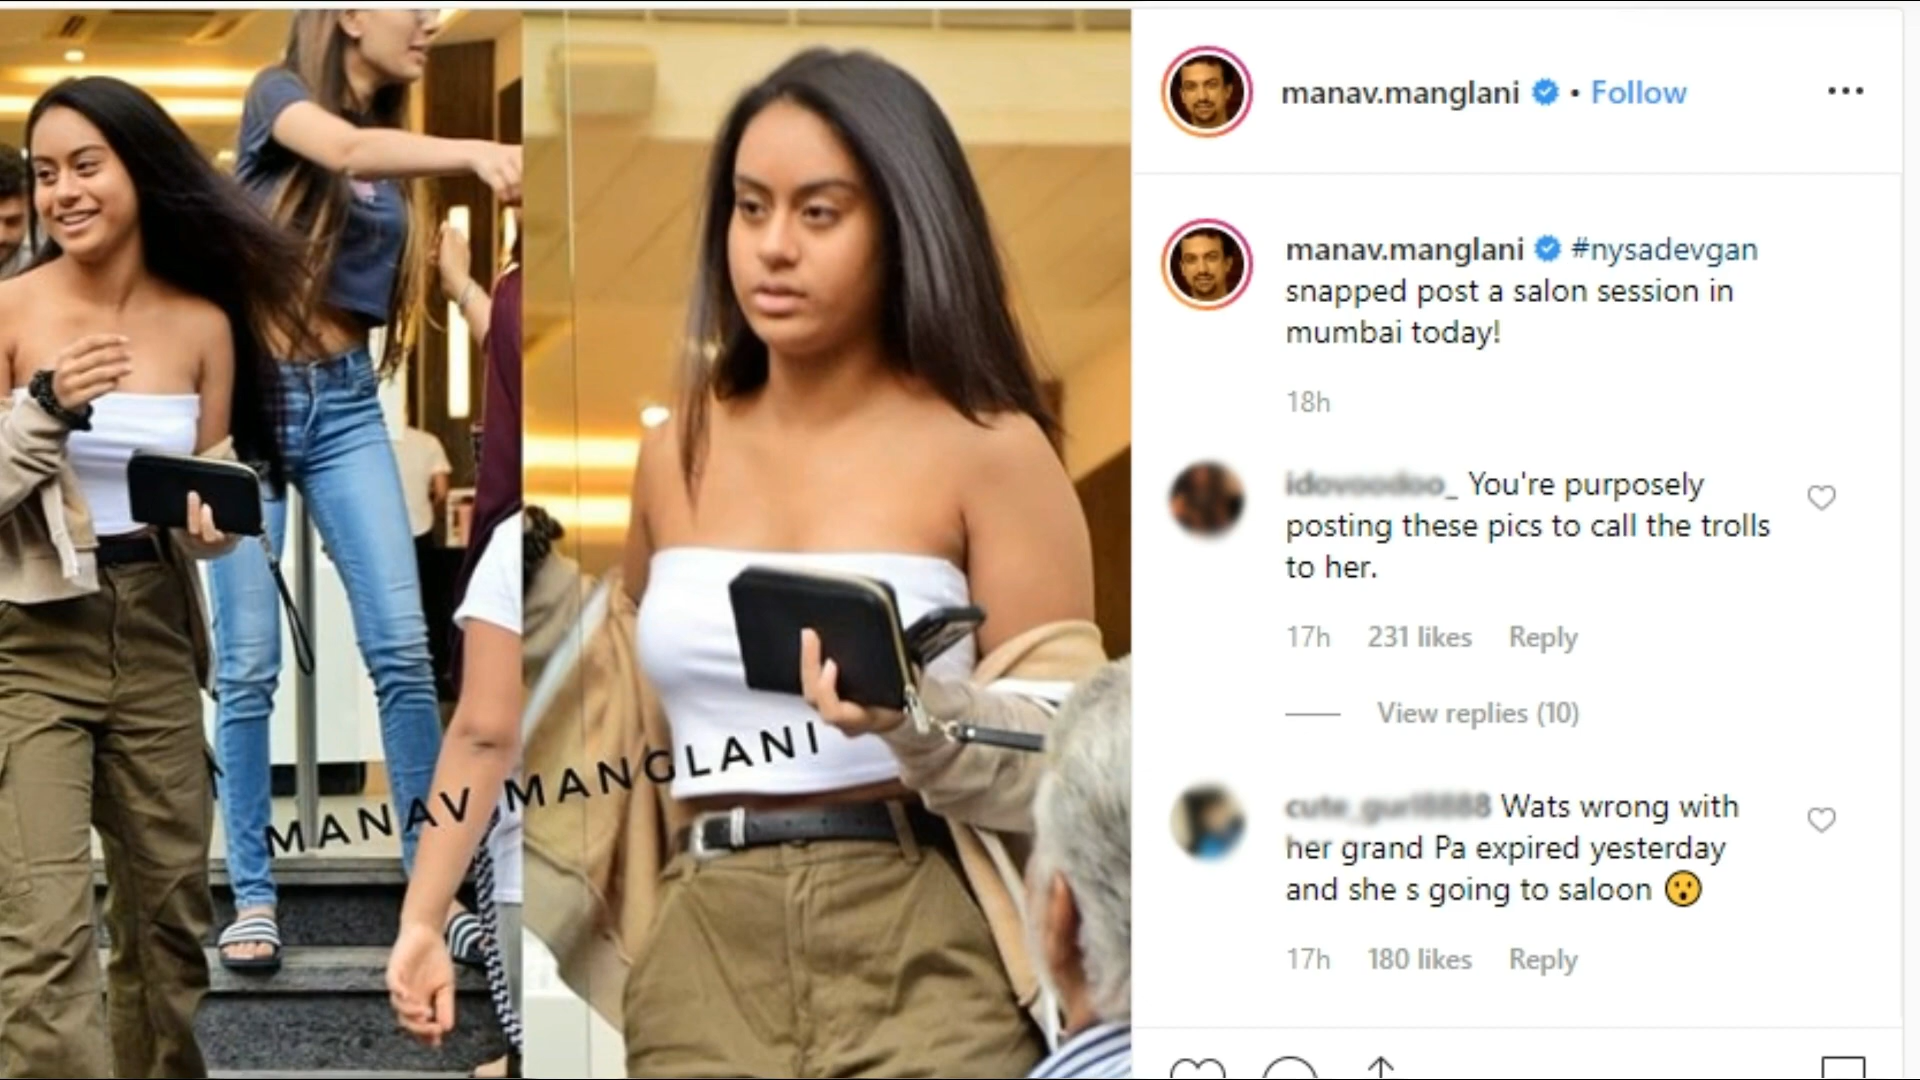 manav.manglani • Follow
manav.manglani #nysadevgan
snapped post a salon session in
mumbai today!
18h
You're purposely
posting these pics to call the trolls
to her.
17h 231 likes Reply
View replies (10)
Wats wrong with
her grand Pa expired yesterday
and she s going to saloon 😮
17h 180 likes Reply
MANAV MANGLANI